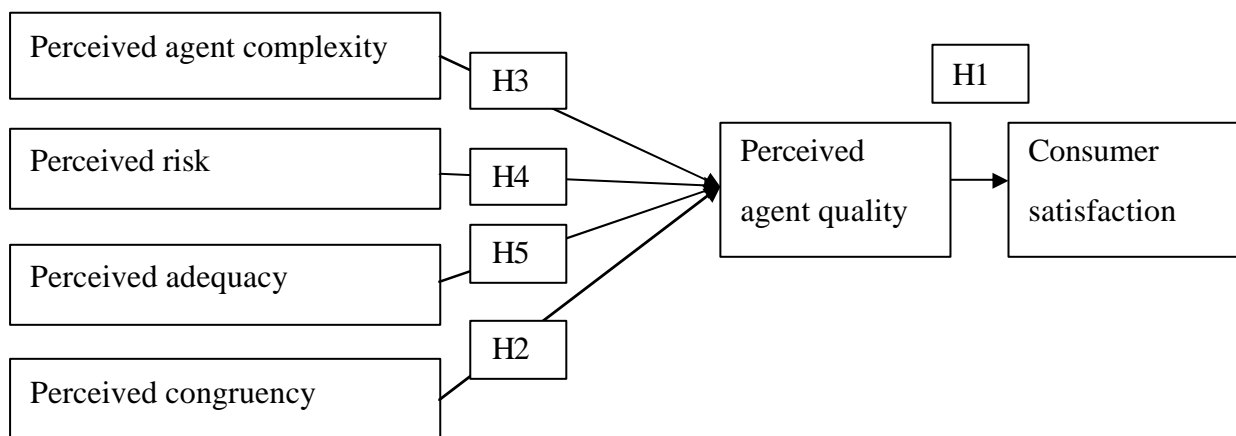 Perceived agent complexity
H3
H1
Perceived risk
H4
Perceived
agent quality
Consumer
satisfaction
H5
Perceived adequacy
H2
Perceived congruency